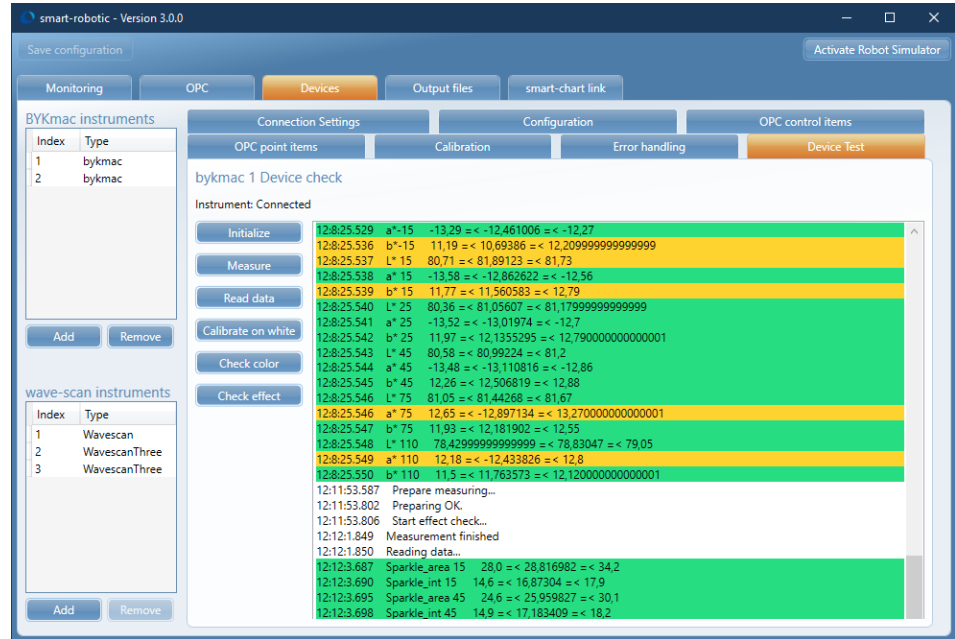 smart-robotic - Version 3.0.0
Save configuration
Activate Robot Simulator
Monitoring
OPC
Devices
Output files
smart-chart link
BYKmac instruments
Index Type
1 bykmac
2 bykmac
Add Remove
wave-scan instruments
Index Type
1 Wavescan
2 WavescanThree
3 WavescanThree
Add Remove
Connection Settings
Configuration
OPC control items
OPC point items
Calibration
Error handling
Device Test
bykmac 1 Device check
Instrument: Connected
Initialize
Measure
Read data
Calibrate on white
Check color
Check effect
12:8:25.529 a*-15 -13,29 =< -12,461006 =< -12,27
12:8:25.536 b*-15 11,19 =< 10,69386 =< 12,209999999999999
12:8:25.537 L* 15 80,71 =< 81,89123 =< 81,73
12:8:25.538 a* 15 -13,58 =< -12,862622 =< -12,56
12:8:25.539 b* 15 11,77 =< 11,560583 =< 12,79
12:8:25.540 L* 25 80,36 =< 81,05607 =< 81,17999999999999
12:8:25.541 a* 25 -13,52 =< -13,01974 =< -12,7
12:8:25.542 b* 25 11,97 =< 12,1355295 =< 12,790000000000001
12:8:25.543 L* 45 80,58 =< 80,99224 =< 81,2
12:8:25.544 a* 45 -13,48 =< -13,110816 =< -12,86
12:8:25.545 b* 45 12,26 =< 12,506819 =< 12,88
12:8:25.546 L* 75 81,05 =< 81,44268 =< 81,67
12:8:25.546 a* 75 12,65 =< -12,897134 =< 13,270000000000001
12:8:25.547 b* 75 11,93 =< 12,181902 =< 12,55
12:8:25.548 L* 110 78,42999999999999 =< 78,83047 =< 79,05
12:8:25.549 a* 110 12,18 =< -12,433826 =< 12,8
12:8:25.550 b* 110 11,5 =< 11,763573 =< 12,120000000000001
12:11:53.587 Prepare measuring...
12:11:53.802 Preparing OK.
12:11:53.806 Start effect check...
12:12:1.849 Measurement finished
12:12:1.850 Reading data...
12:12:3.687 Sparkle_area 15 28,0 =< 28,816982 =< 34,2
12:12:3.690 Sparkle_int 15 14,6 =< 16,87304 =< 17,9
12:12:3.695 Sparkle_area 45 24,6 =< 25,959827 =< 30,1
12:12:3.698 Sparkle_int 45 14,9 =< 17,183409 =< 18,2